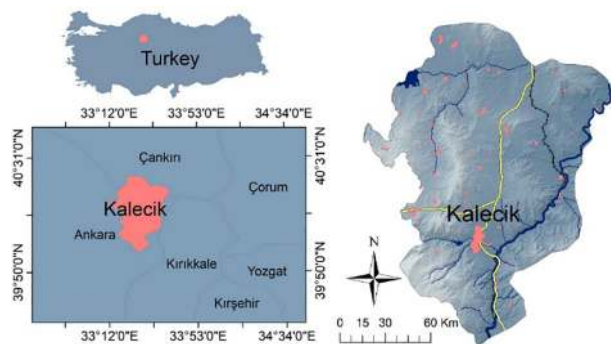 Turkey
33°12'0"E 33°53'0"E 34°34'0"E
40°31'0"N
40°31'0"N
Çankırı
Çorum
Kalecik
Ankara
Kırıkkale
Yozgat
Kırşehir
39°50'0"N
39°50'0"N
33°12'0"E 33°53'0"E 34°34'0"E
Kalecik
N
0 15 30 60 Km